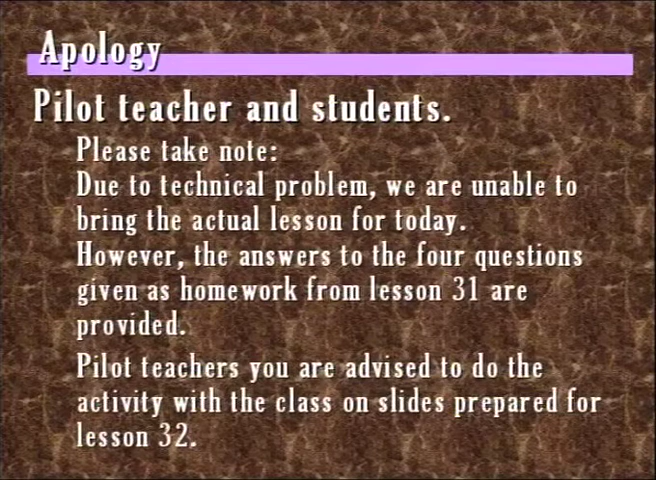 Apology
Pilot teacher and students.
Please take note:
Due to technical problem, we are unable to
bring the actual lesson for today.
However, the answers to the four questions
given as homework from lesson 31 are
provided.
Pilot teachers you are advised to do the
activity with the class on slides prepared for
lesson 32.